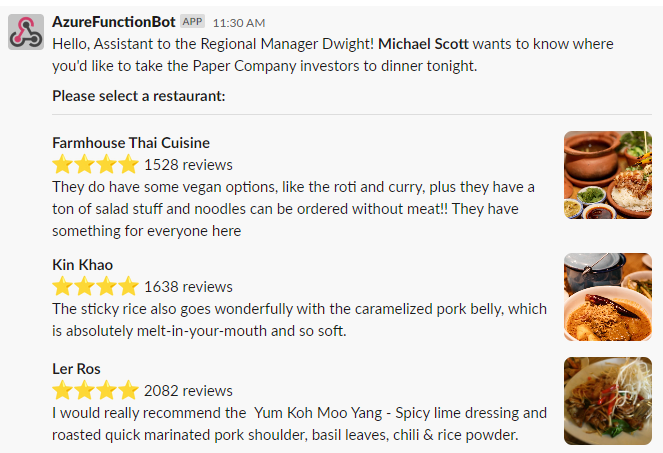 AzureFunctionBot APP 11:30 AM
Hello, Assistant to the Regional Manager Dwight! Michael Scott wants to know where
you'd like to take the Paper Company investors to dinner tonight.
Please select a restaurant:
Farmhouse Thai Cuisine
⭐⭐⭐⭐ 1528 reviews
They do have some vegan options, like the roti and curry, plus they have a
ton of salad stuff and noodles can be ordered without meat!! They have
something for everyone here
Kin Khao
⭐⭐⭐⭐ 1638 reviews
The sticky rice also goes wonderfully with the caramelized pork belly, which
is absolutely melt-in-your-mouth and so soft.
Ler Ros
⭐⭐⭐⭐ 2082 reviews
I would really recommend the  Yum Koh Moo Yang - Spicy lime dressing and
roasted quick marinated pork shoulder, basil leaves, chili & rice powder.